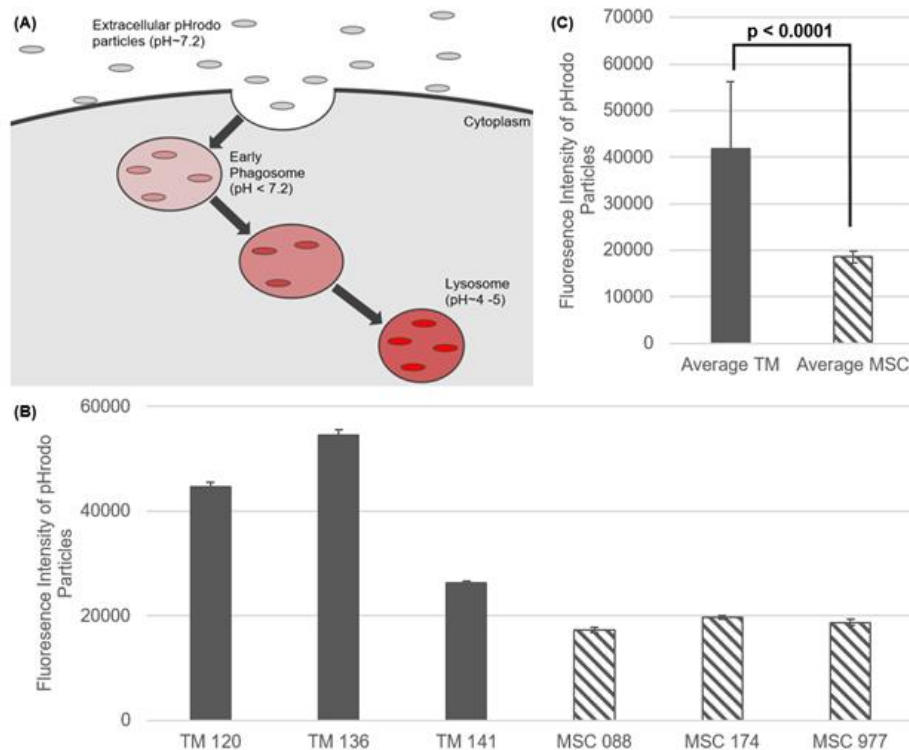 (A)
Extracellular pHrodo
particles (pH~7.2)
Cytoplasm
Early
Phagosome
(pH < 7.2)
Lysosome
(pH~4 -5)
(C)
Fluoresence Intensity of pHrodo
Particles
70000
60000
50000
40000
30000
20000
10000
0
p < 0.0001
Average TM
Average MSC
(B)
Fluoresence Intensity of pHrodo
Particles
60000
40000
20000
0
TM 120
TM 136
TM 141
MSC 088
MSC 174
MSC 977